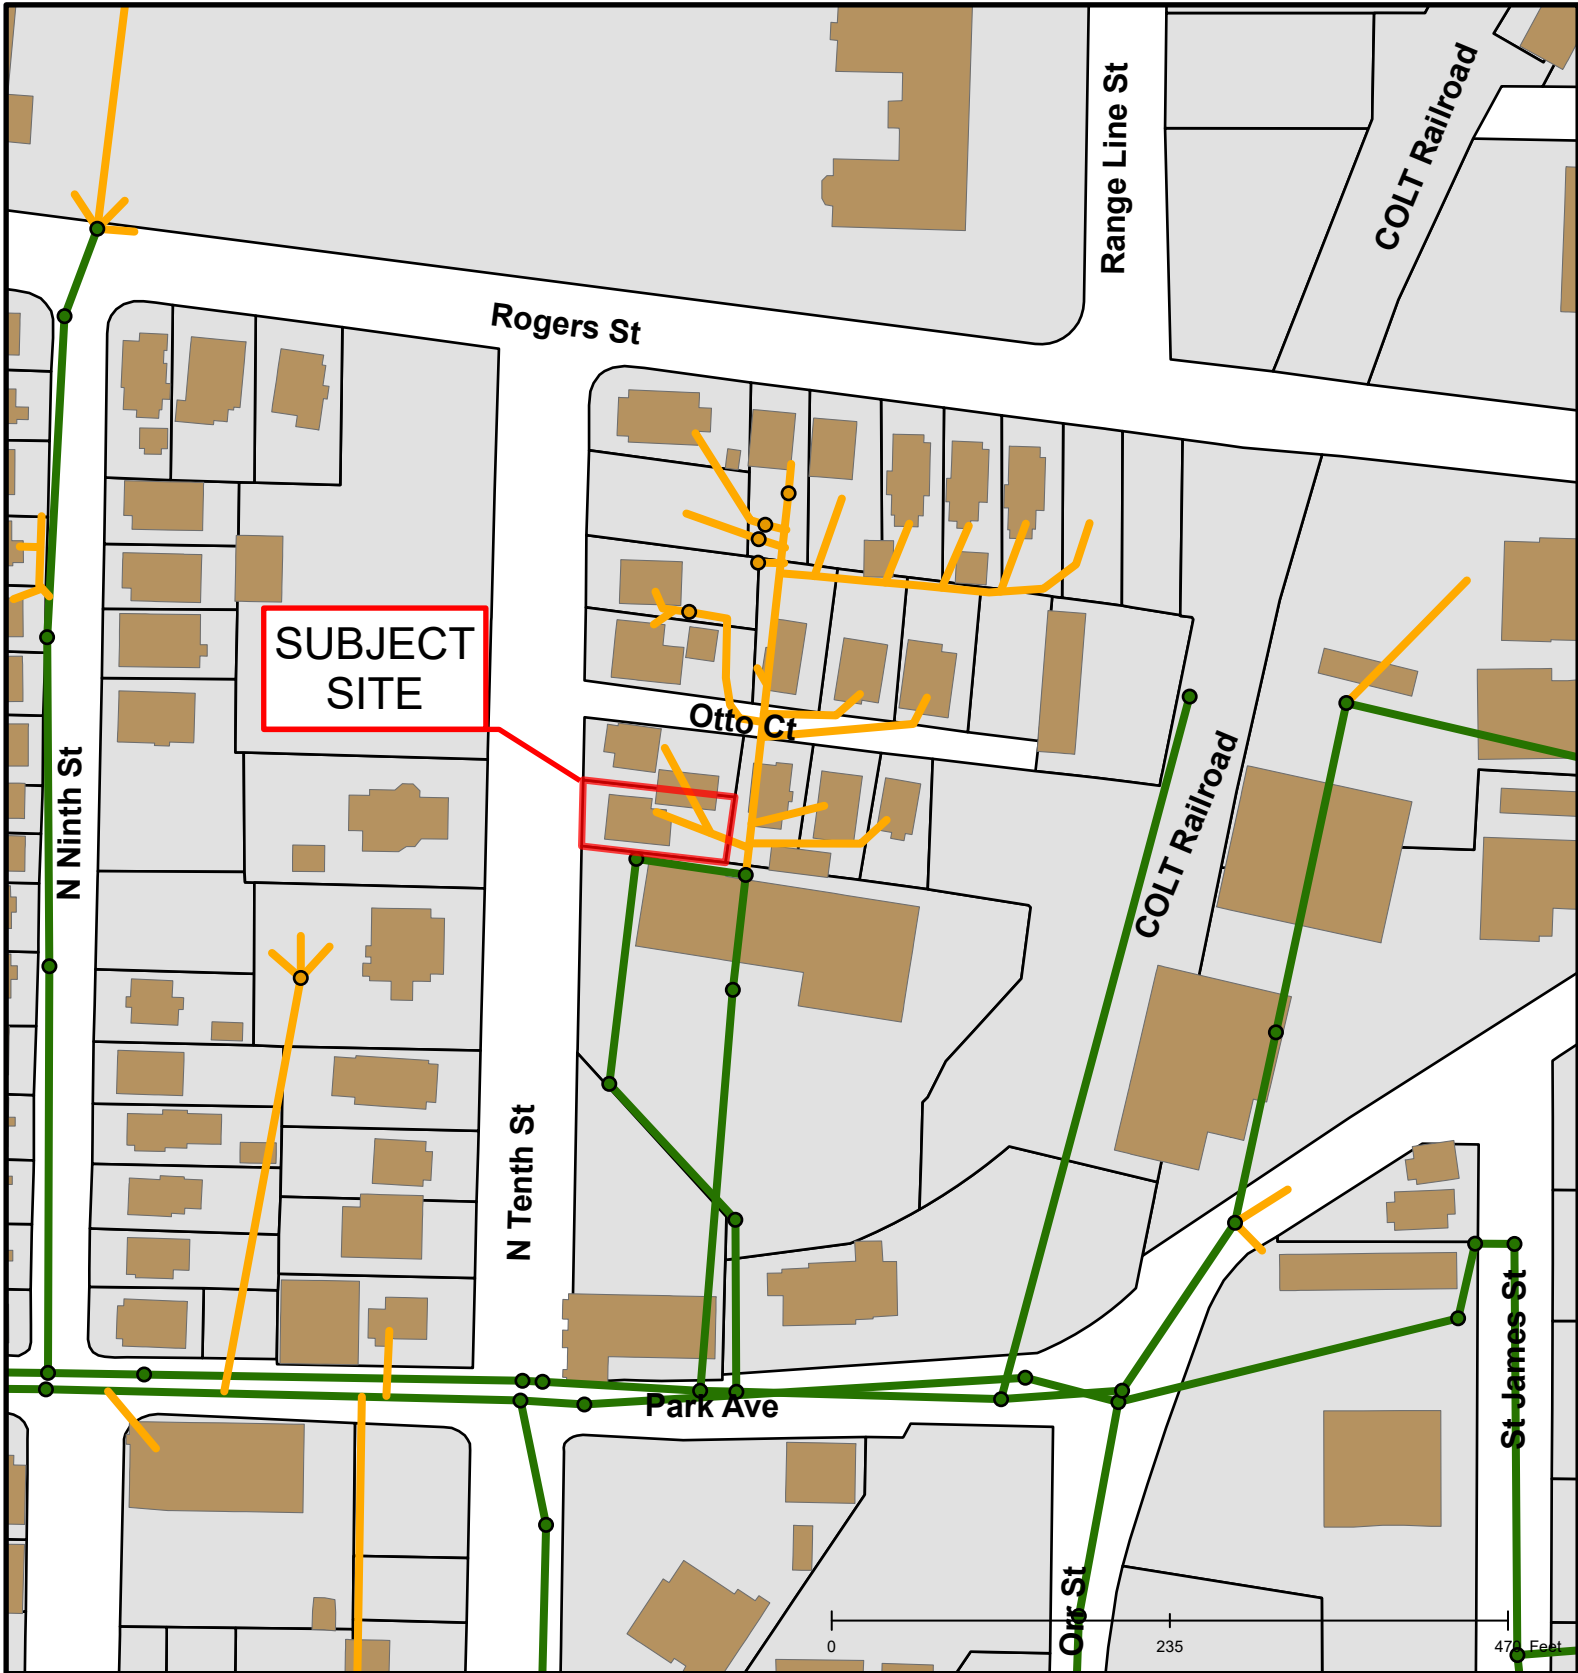 Range Line St
COLT Railroad
Rogers St
SUBJECT
SITE
Otto Ct
N Ninth St
COLT Railroad
N Tenth St
St James St
Park Ave
Orr St
0 235 470 Feet